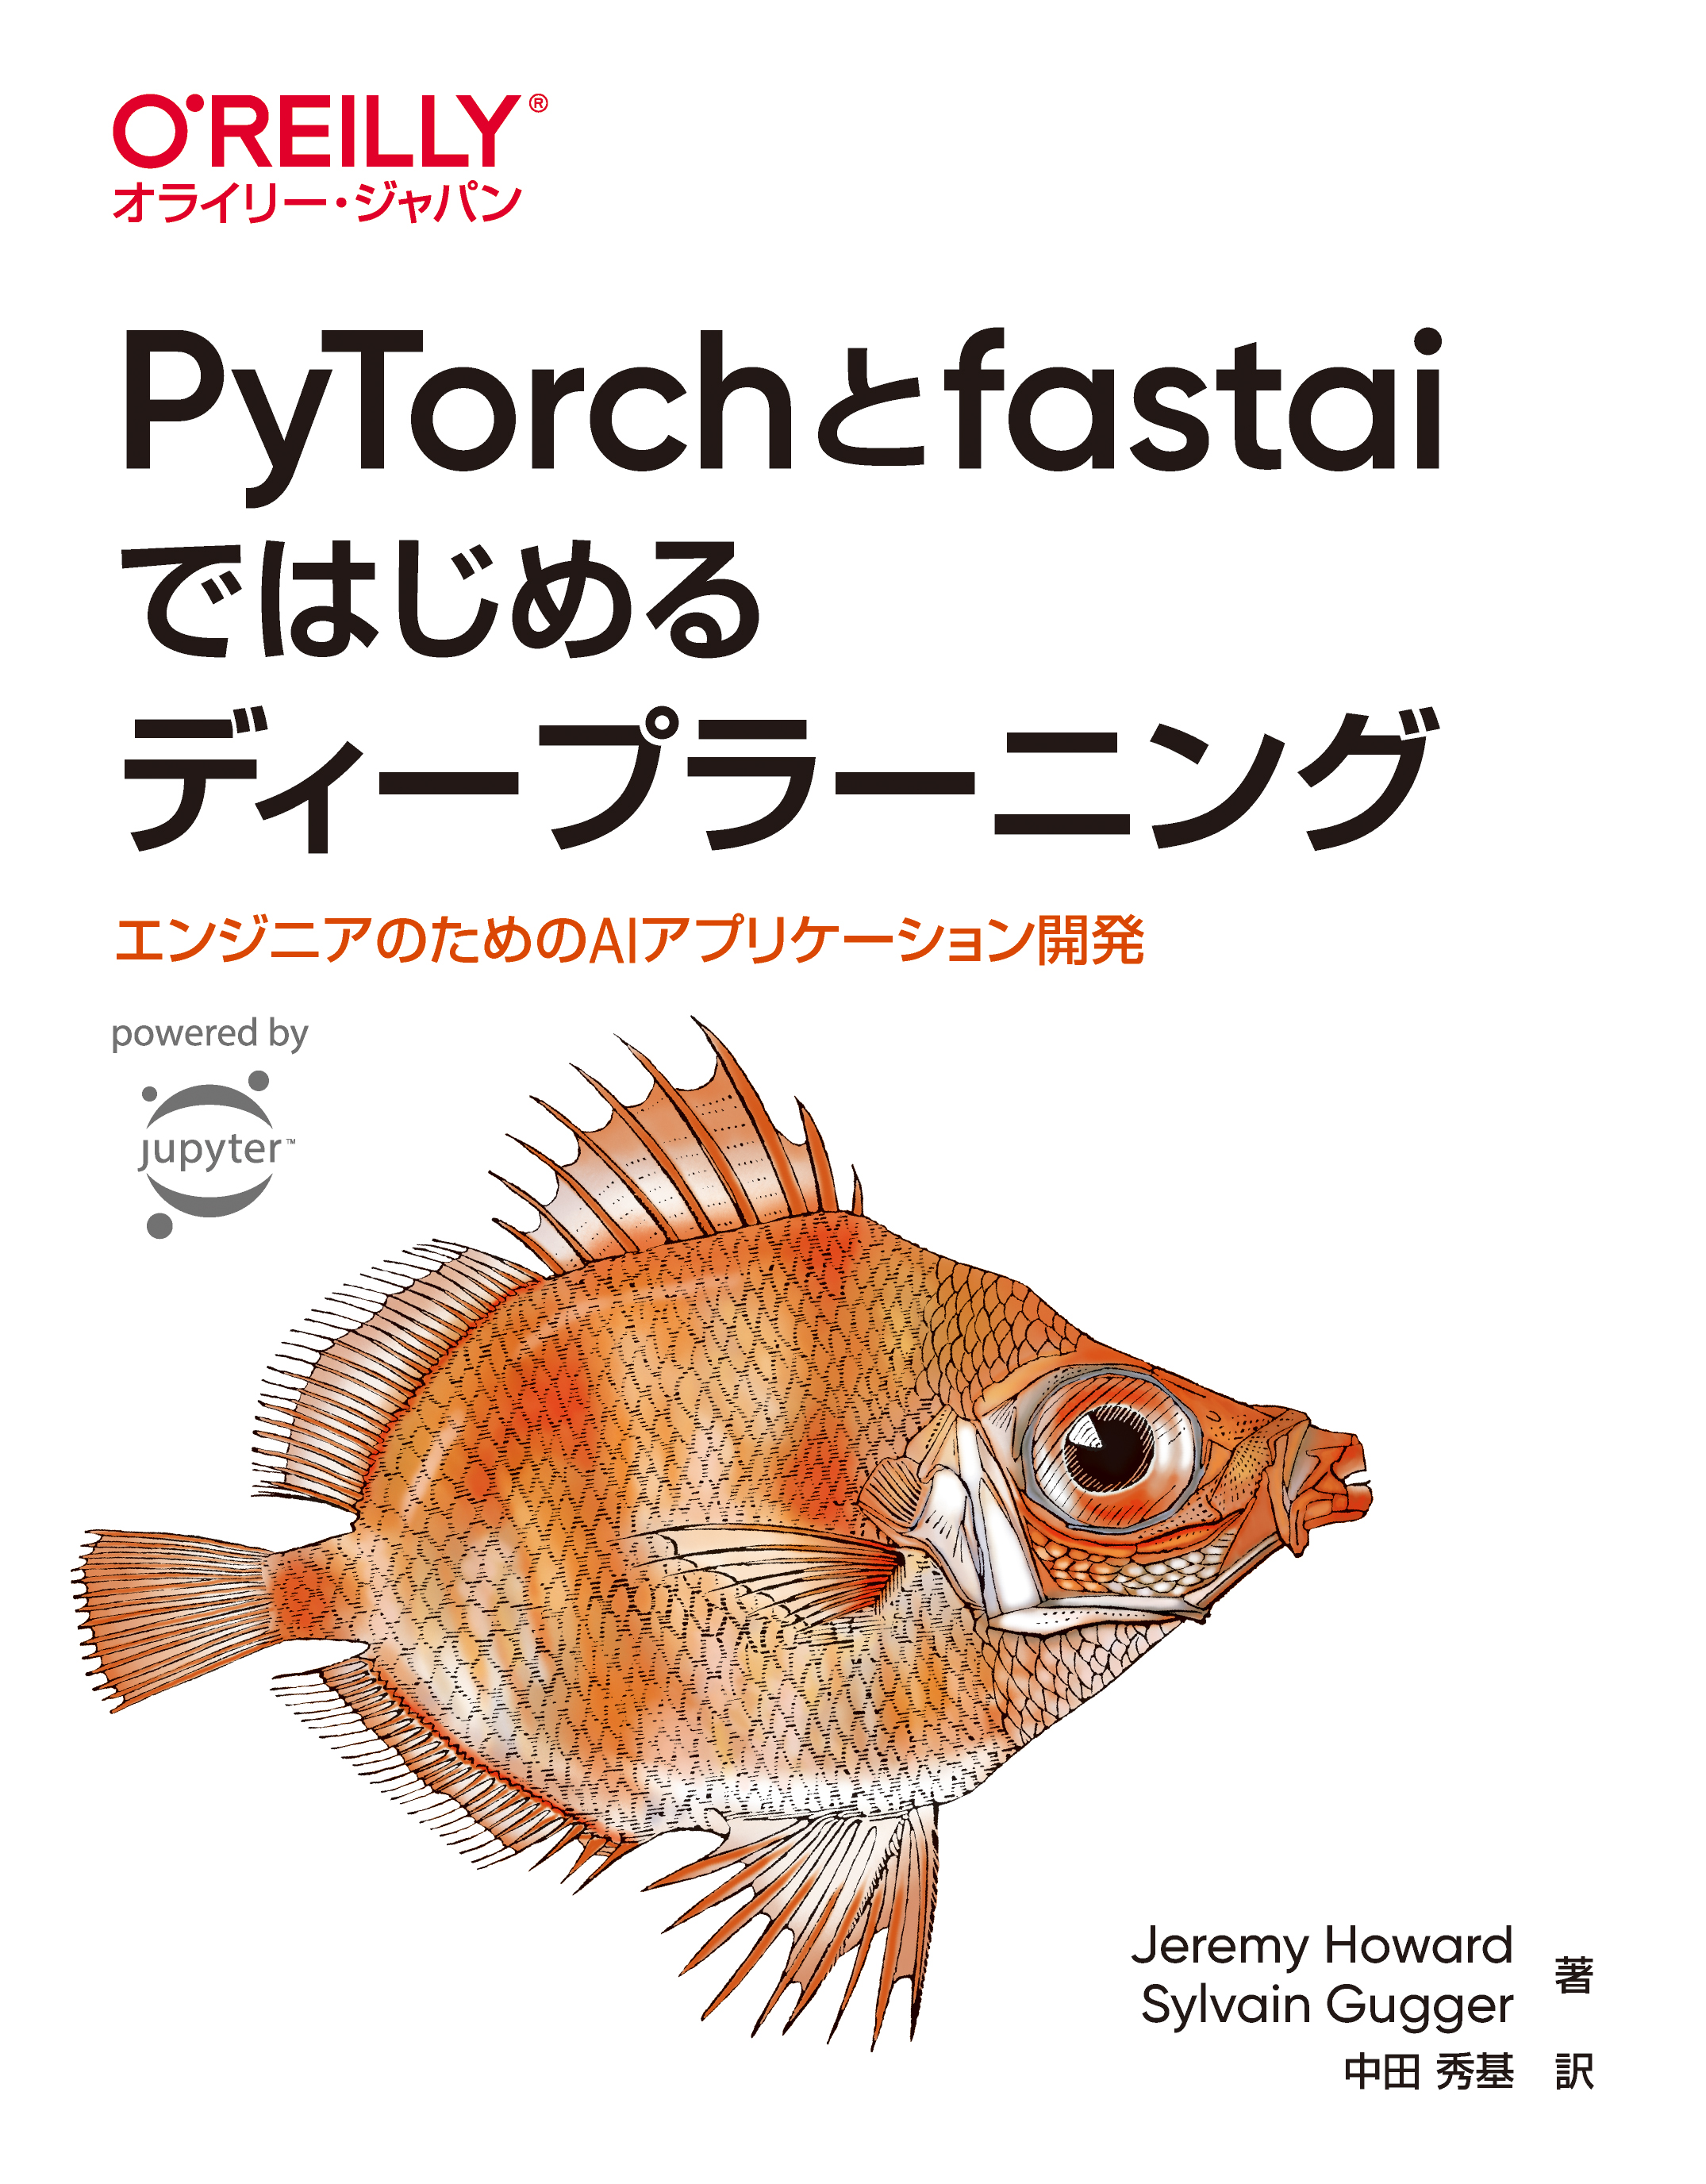 O'REILLY®
オライリー・ジャパン
PyTorchとfastai
ではじめる
ディープラーニング
エンジニアのためのAIアプリケーション開発
powered by
jupyter™
Jeremy Howard
Sylvain Gugger 著
中田 秀基 訳